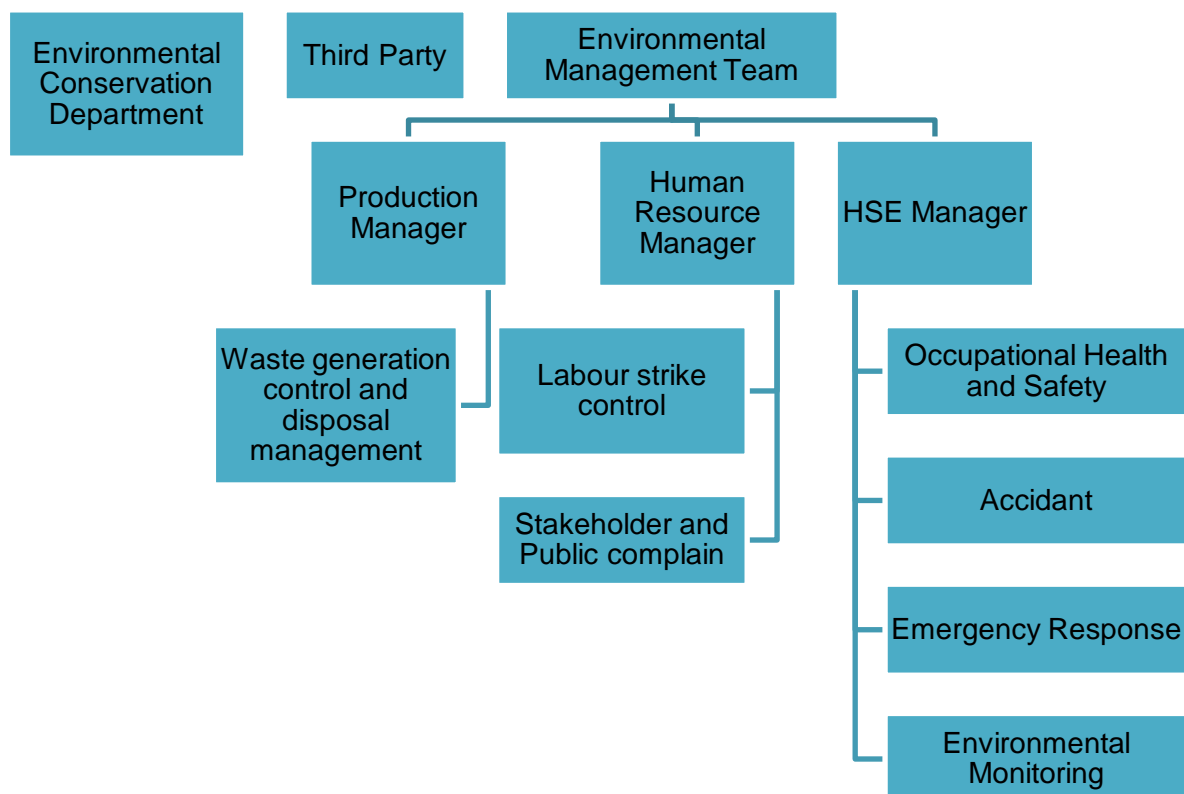 Environmental
Conservation
Department
Third Party
Environmental
Management Team
Production
Manager
Human
Resource
Manager
HSE Manager
Waste generation
control and
disposal
management
Labour strike
control
Stakeholder and
Public complain
Occupational Health
and Safety
Accidant
Emergency Response
Environmental
Monitoring